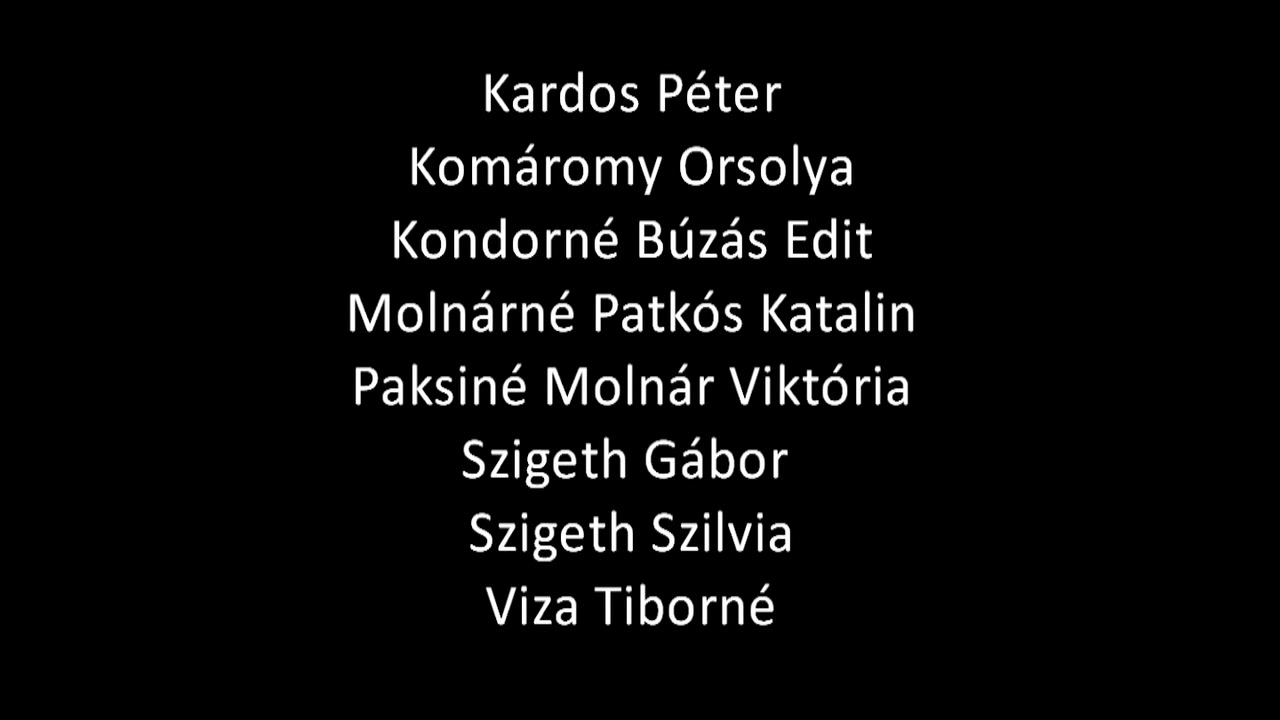 Kardos Péter
Komáromy Orsolya
Kondorné Búzás Edit
Molnárné Patkós Katalin
Paksiné Molnár Viktória
Szigeth Gábor
Szigeth Szilvia
Viza Tiborné